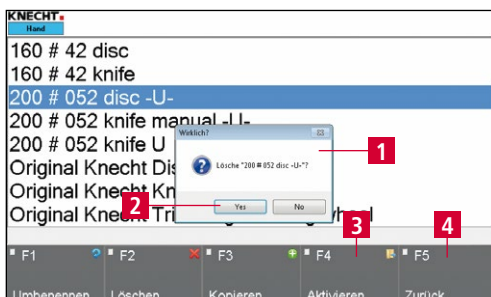 KNECHT
Hand
160 # 42 disc
160 # 42 knife
200 # 052 disc -U-
200 # 052 knife manual -U-
200 # 052 knife U
Original Knecht Dis
Original Knecht Kn
Original Knecht Tri
Wirklich?
Lösche "200 # 052 disc -U-"?
Yes
No
1
2
3
4
F1
F2
F3
F4
F5
Umbenennen
Löschen
Kopieren
Aktivieren
Zurück